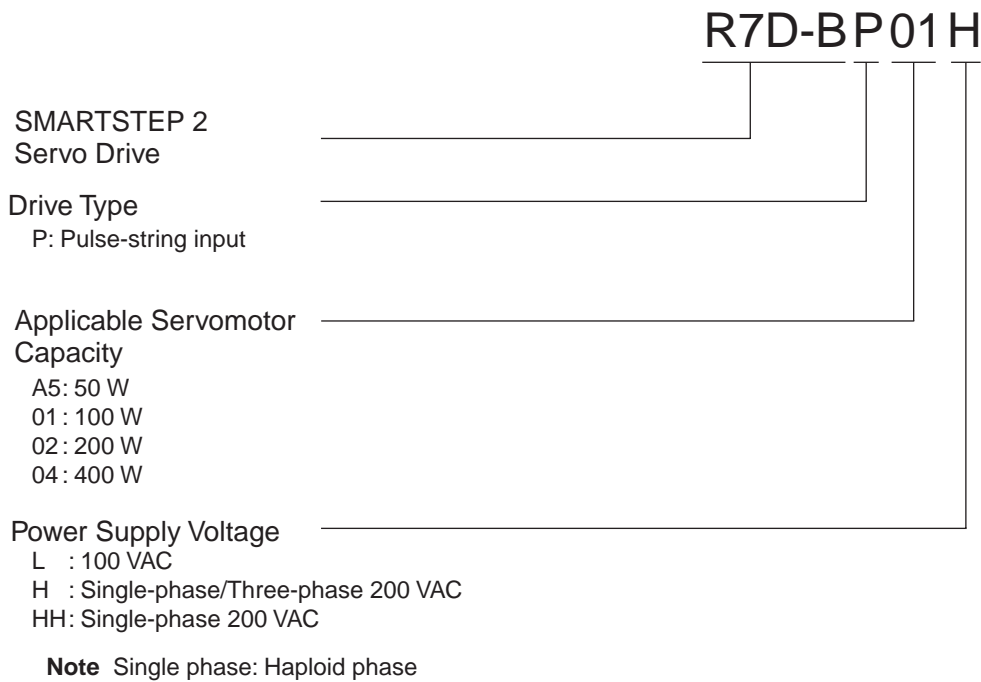 R7D-BP01H
SMARTSTEP 2
Servo Drive
Drive Type
P: Pulse-string input
Applicable Servomotor
Capacity
A5: 50 W
01 : 100 W
02 : 200 W
04 : 400 W
Power Supply Voltage
L : 100 VAC
H : Single-phase/Three-phase 200 VAC
HH: Single-phase 200 VAC
Note Single phase: Haploid phase